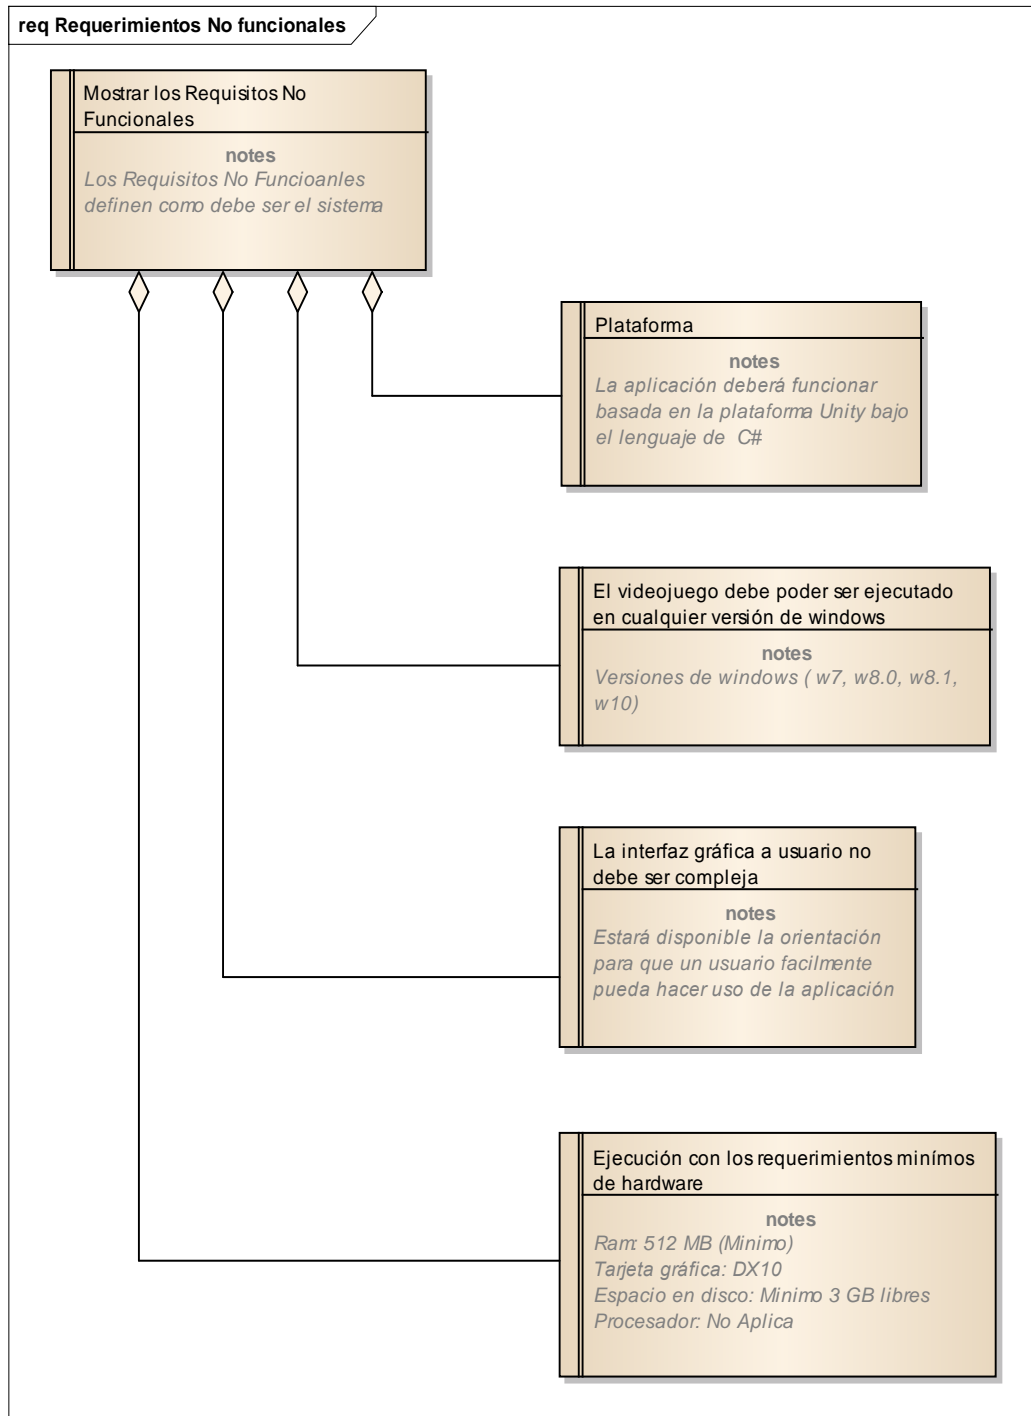 req Requerimientos No funcionales
Mostrar los Requisitos No
Funcionales
notes
Los Requisitos No Funcioanles
definen como debe ser el sistema
Plataforma
notes
La aplicación deberá funcionar
basada en la plataforma Unity bajo
el lenguaje de C#
El videojuego debe poder ser ejecutado
en cualquier versión de windows
notes
Versiones de windows ( w7, w8.0, w8.1,
w10)
La interfaz gráfica a usuario no
debe ser compleja
notes
Estará disponible la orientación
para que un usuario facilmente
pueda hacer uso de la aplicación
Ejecución con los requerimientos minímos
de hardware
notes
Ram: 512 MB (Minimo)
Tarjeta gráfica: DX10
Espacio en disco: Minimo 3 GB libres
Procesador: No Aplica